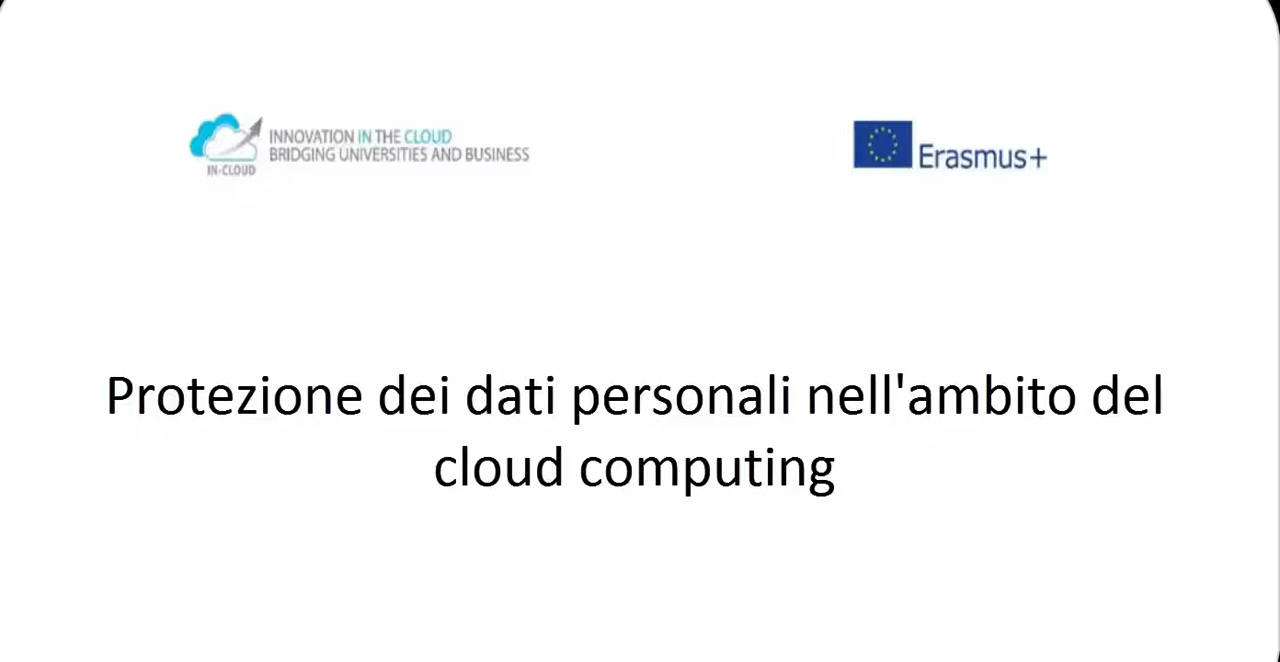 INNOVATION IN THE CLOUD
BRIDGING UNIVERSITIES AND BUSINESS
IN-CLOUD
Erasmus+
Protezione dei dati personali nell'ambito del
cloud computing